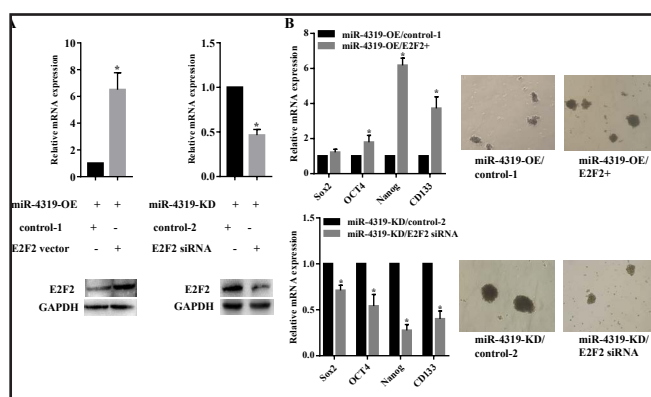 A
Relative mRNA expression
10
8
6
4
2
0
*
Relative mRNA expression
1.5
1.0
0.5
0.0
*
miR-4319-OE + +
control-1 + -
E2F2 vector - +
miR-4319-KD + +
control-2 + -
E2F2 siRNA - +
E2F2
GAPDH
E2F2
GAPDH
B
Relative mRNA expression
8
6
4
2
0
miR-4319-OE/control-1
miR-4319-OE/E2F2+
*
*
*
Sox2
OCT4
Nanog
CD133
miR-4319-OE/
control-1
miR-4319-OE/
E2F2+
Relative mRNA expression
1.5
1.0
0.5
0.0
miR-4319-KD/control-2
miR-4319-KD/E2F2 siRNA
*
*
*
*
Sox2
OCT4
Nanog
CD133
miR-4319-KD/
control-2
miR-4319-KD/
E2F2 siRNA